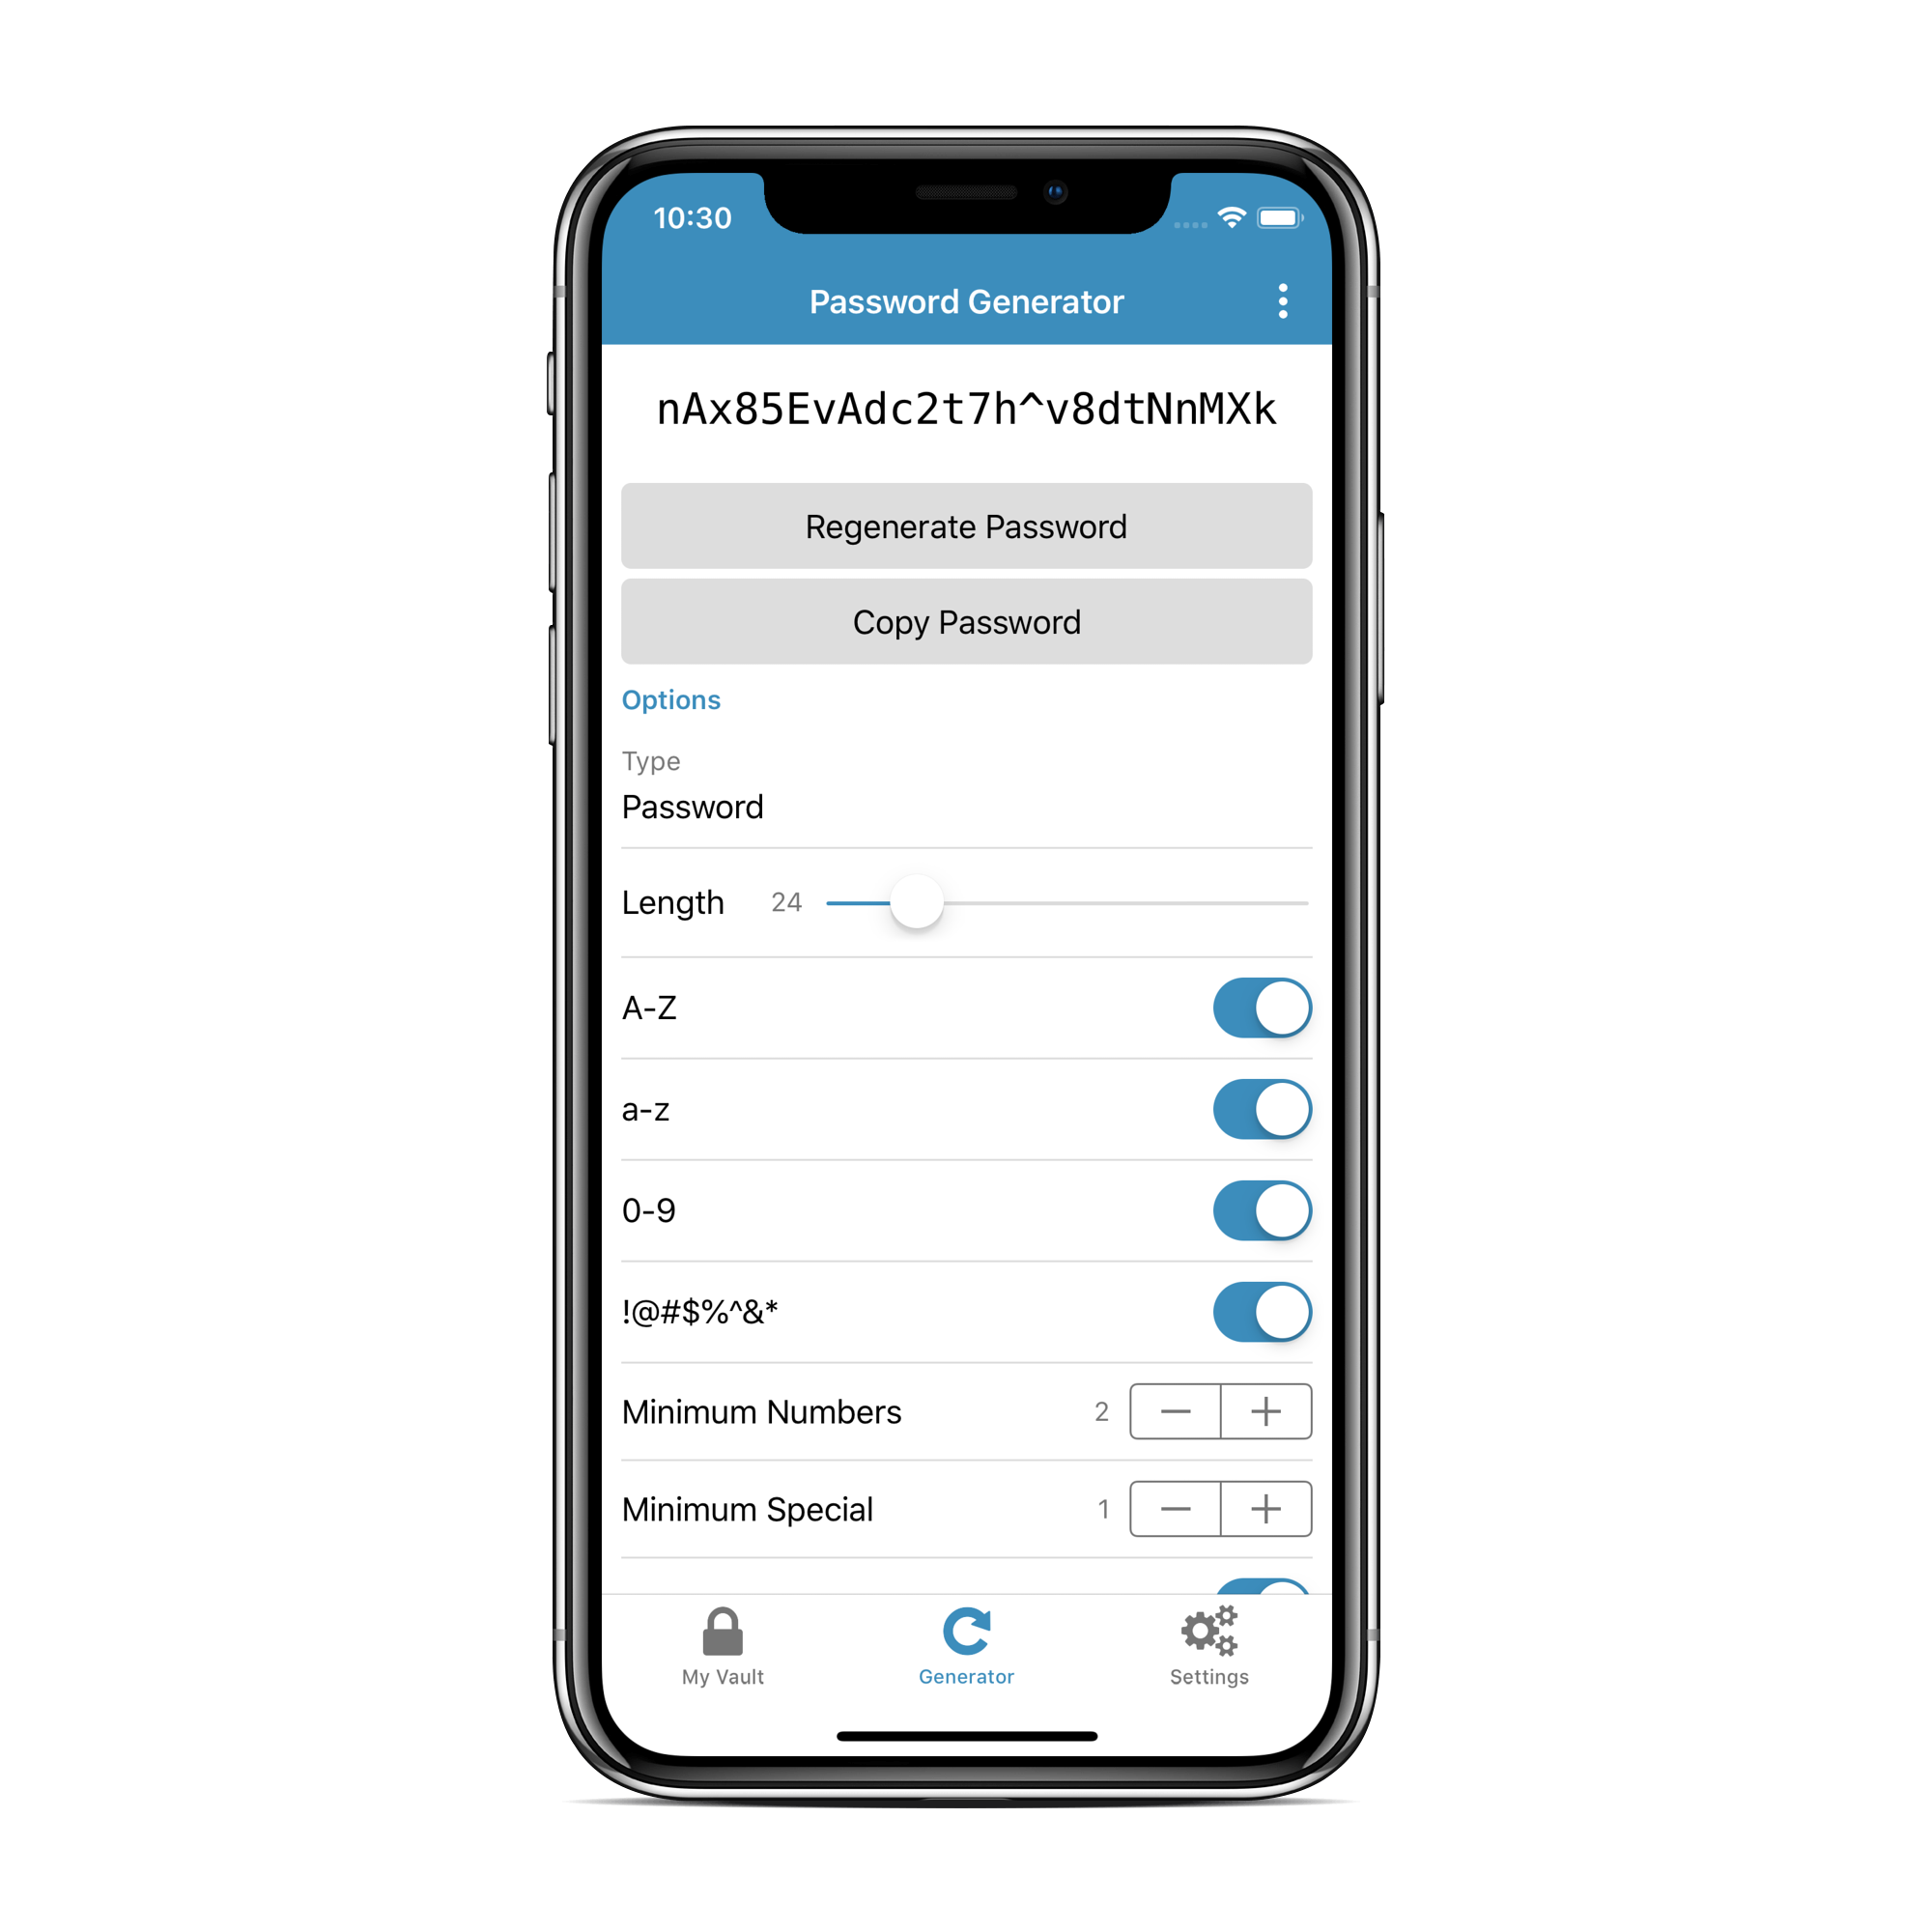 10:30
Password Generator
nAx85EvAdc2t7h^v8dtNnMXk
Regenerate Password
Copy Password
Options
Type
Password
Length 24
A-Z
a-z
0-9
!@#$%^&*
Minimum Numbers 2
Minimum Special 1
My Vault Generator Settings